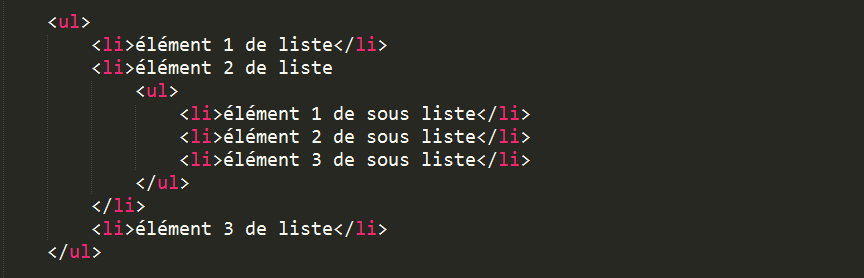 <ul>
<li>élément 1 de liste</li>
<li>élément 2 de liste
<ul>
<li>élément 1 de sous liste</li>
<li>élément 2 de sous liste</li>
<li>élément 3 de sous liste</li>
</ul>
</li>
<li>élément 3 de liste</li>
</ul>